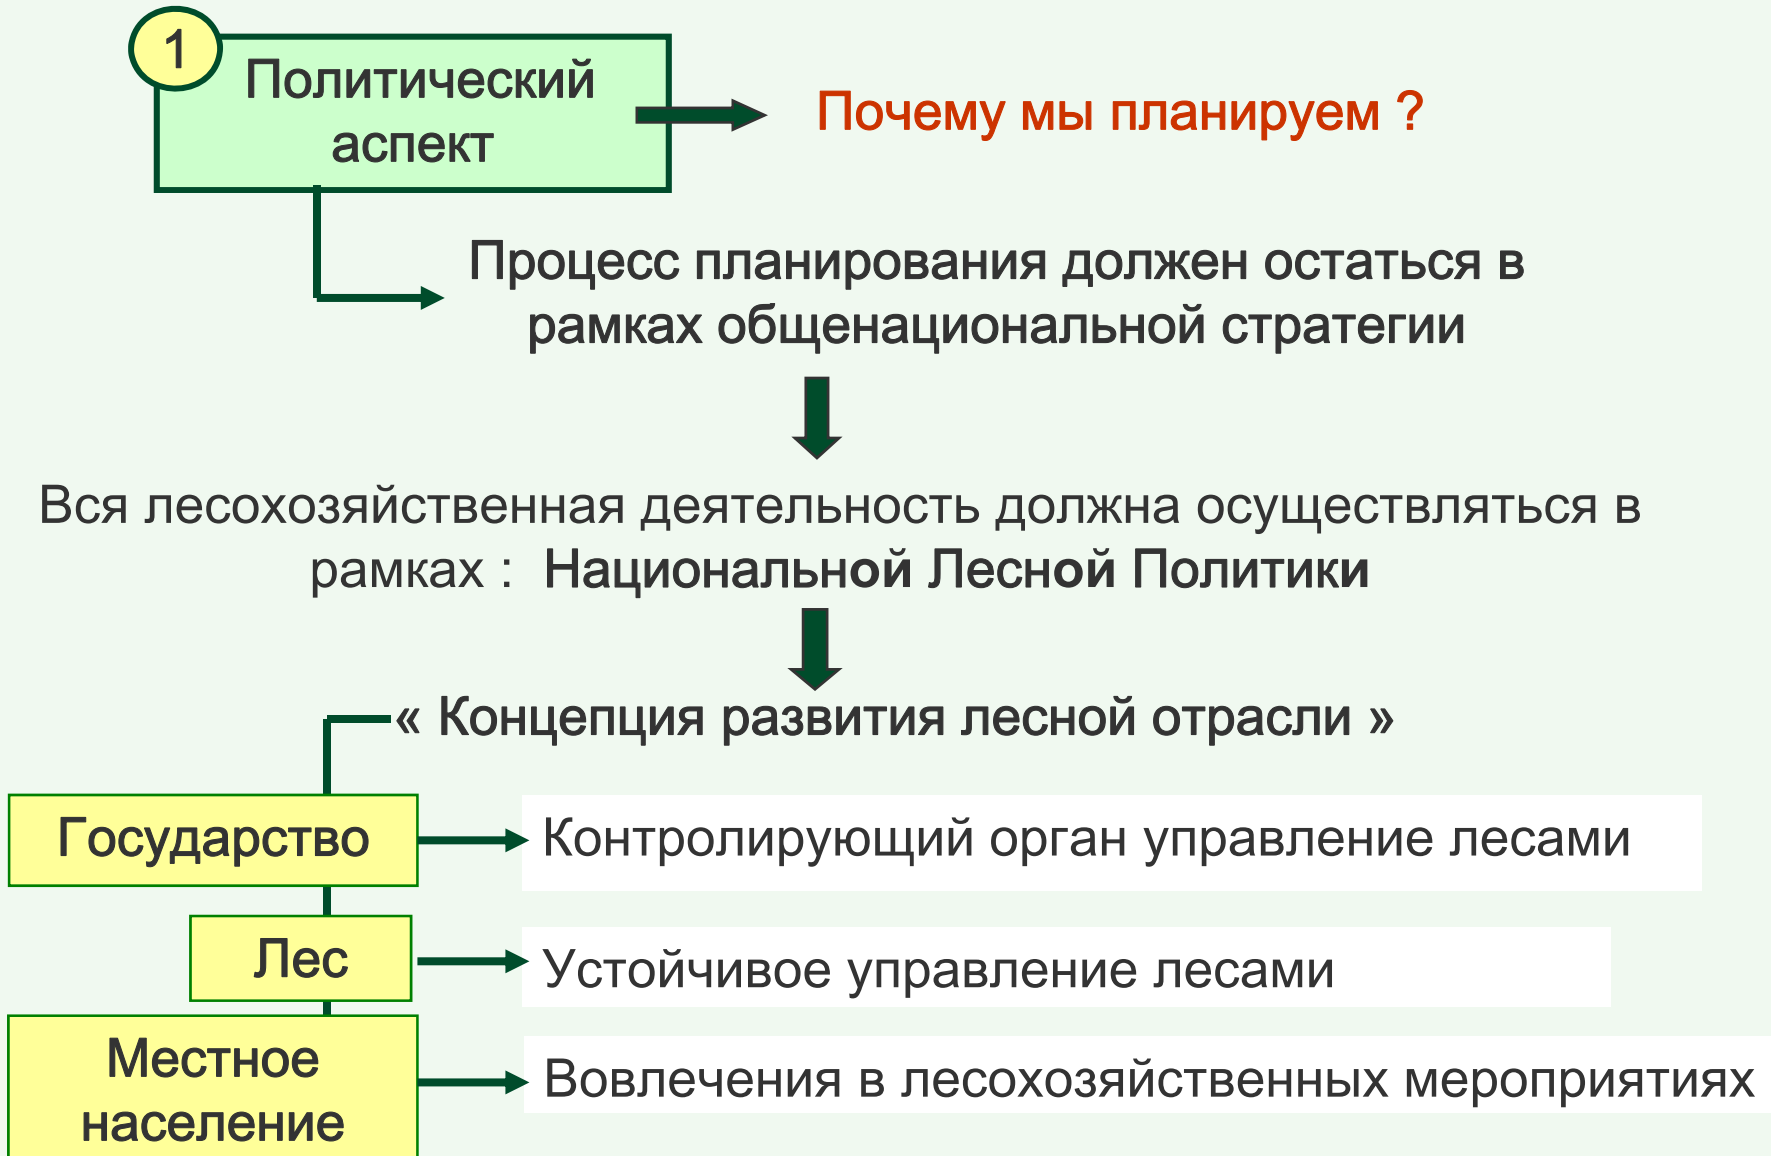 1
Политический
аспект
Почему мы планируем ?
Процесс планирования должен остаться в
рамках общенациональной стратегии
Вся лесохозяйственная деятельность должна осуществляться в
рамках : Национальной Лесной Политики
« Концепция развития лесной отрасли »
Государство
Контролирующий орган управление лесами
Лес
Устойчивое управление лесами
Местное
население
Вовлечения в лесохозяйственных мероприятиях